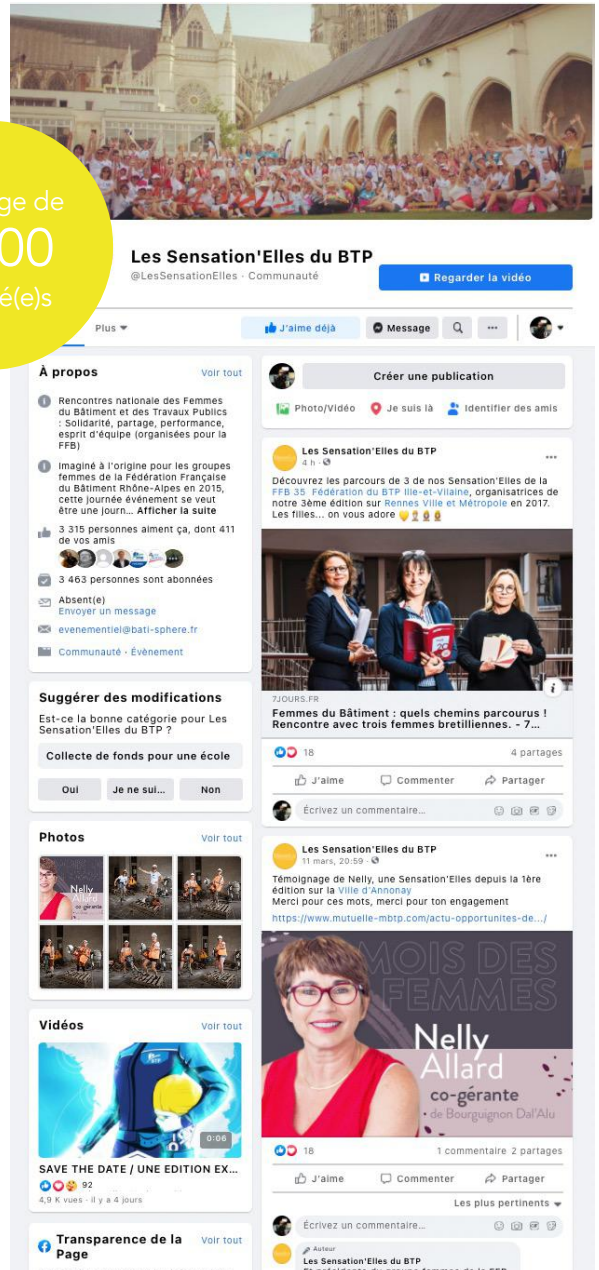 ge de
00
é(e)s
Les Sensation'Elles du BTP
@LesSensationElles · Communauté
Regarder la vidéo
Plus
J'aime déjà
Message
À propos
Voir tout
Rencontres nationale des Femmes
du Bâtiment et des Travaux Publics
: Solidarité, partage, performance,
esprit d'équipe (organisées pour la
FFB)
Imaginé à l'origine pour les groupes
femmes de la Fédération Française
du Bâtiment Rhône-Alpes en 2015,
cette journée événement se veut
être une journ... Afficher la suite
3 315 personnes aiment ça, dont 411
de vos amis
3 463 personnes sont abonnées
Absent(e)
Envoyer un message
evenementiel@bati-sphere.fr
Communauté · Évènement
Suggérer des modifications
Est-ce la bonne catégorie pour Les
Sensation'Elles du BTP ?
Collecte de fonds pour une école
Oui
Je ne sui...
Non
Photos
Voir tout
Nelly
Allard
co-gérante
Vidéos
Voir tout
0:06
SAVE THE DATE / UNE EDITION EX...
92
4,9 K vues · il y a 4 jours
Transparence de la
Page
Voir tout
Créer une publication
Photo/Vidéo
Je suis là
Identifier des amis
Les Sensation'Elles du BTP
4 h ·
Découvrez les parcours de 3 de nos Sensation'Elles de la
FFB 35 Fédération du BTP Ille-et-Vilaine, organisatrices de
notre 3ème édition sur Rennes Ville et Métropole en 2017.
Les filles... on vous adore
7JOURS.FR
Femmes du Bâtiment : quels chemins parcourus !
Rencontre avec trois femmes bretilliennes. - 7...
18
4 partages
J'aime
Commenter
Partager
Écrivez un commentaire...
Les Sensation'Elles du BTP
11 mars, 20:59 ·
Témoignage de Nelly, une Sensation'Elles depuis la 1ère
édition sur la Ville d'Annonay
Merci pour ces mots, merci pour ton engagement
https://www.mutuelle-mbtp.com/actu-opportunites-de.../
MOIS DES
FEMMES
Nelly
Allard
co-gérante
de Bourguignon Dal'Alu
18
1 commentaire 2 partages
J'aime
Commenter
Partager
Les plus pertinents
Écrivez un commentaire...
Auteur
Les Sensation'Elles du BTP